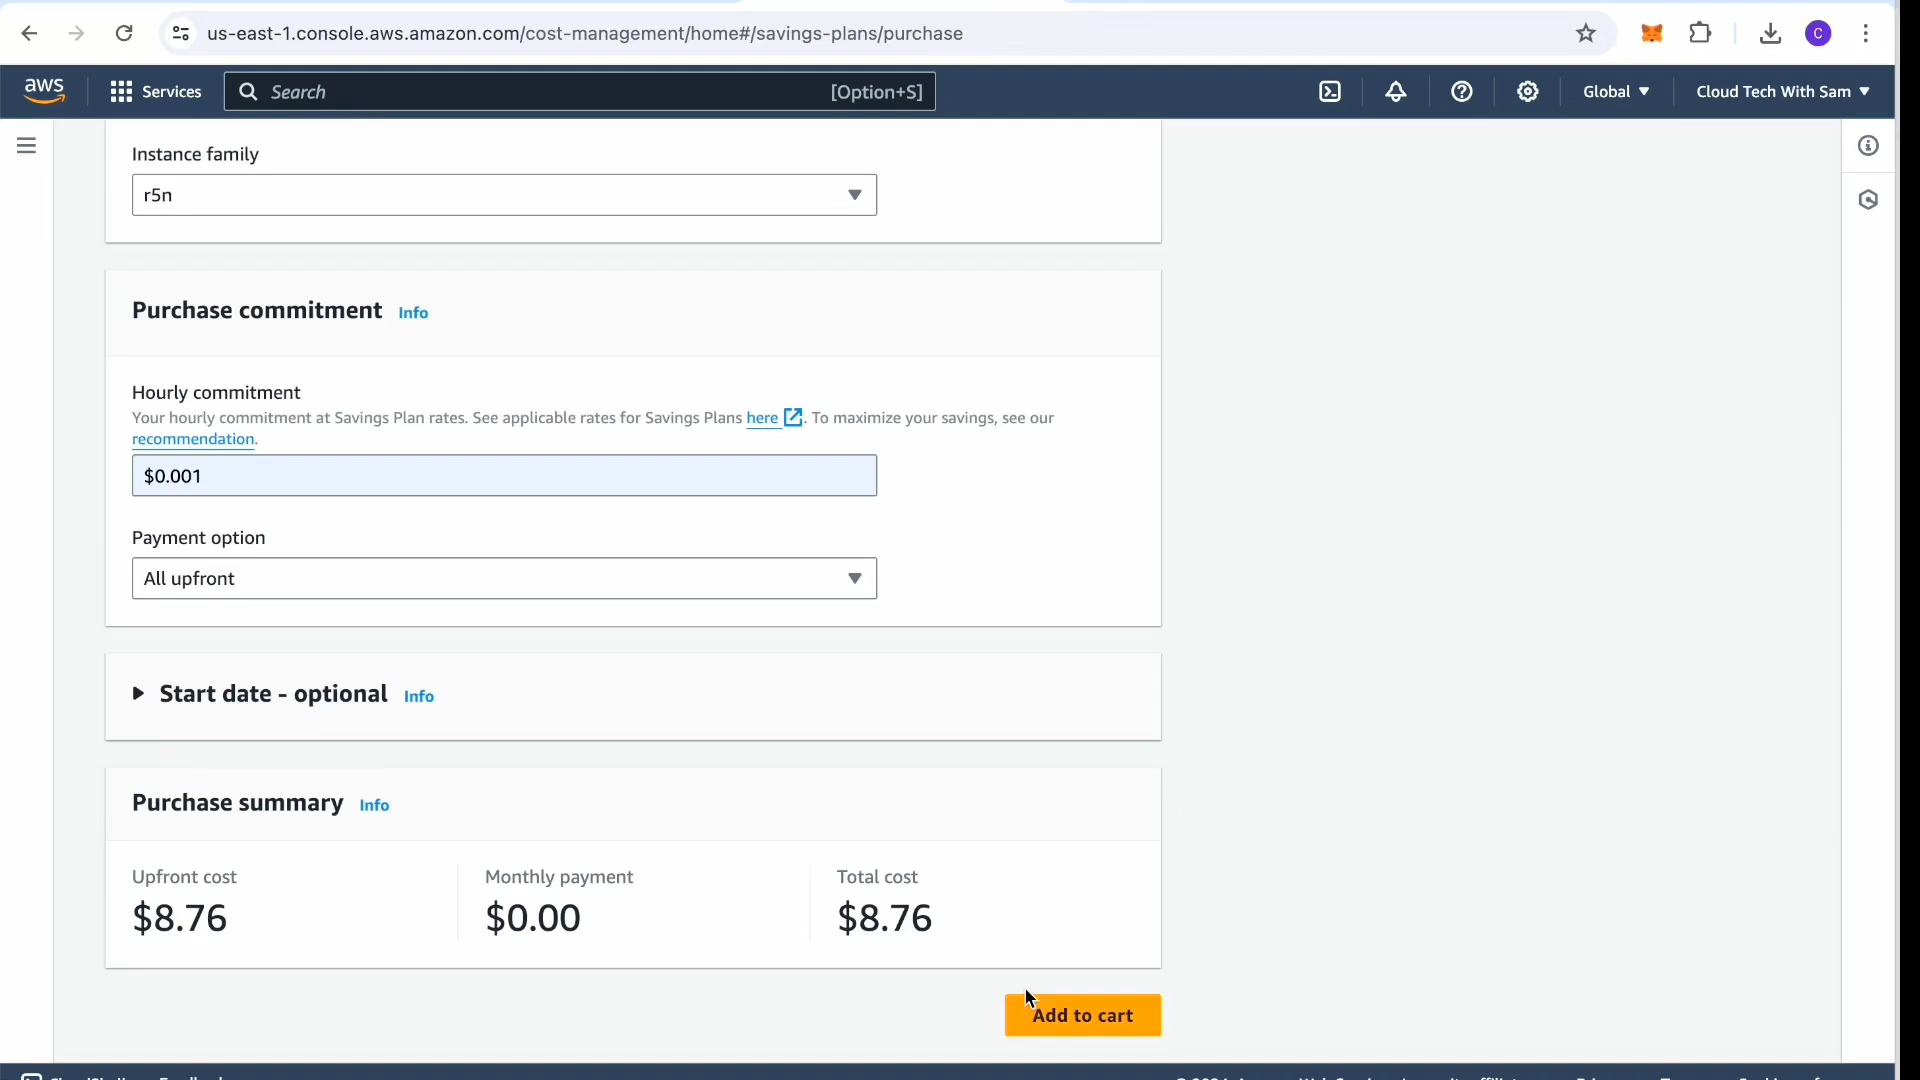 us-east-1.console.aws.amazon.com/cost-management/home#/savings-plans/purchase
C
aws
Services
Search
[Option+S]
Global
Cloud Tech With Sam
Instance family
r5n
Purchase commitment Info
Hourly commitment
Your hourly commitment at Savings Plan rates. See applicable rates for Savings Plans here. To maximize your savings, see our
recommendation.
$0.001
Payment option
All upfront
Start date - optional Info
Purchase summary Info
Upfront cost
$8.76
Monthly payment
$0.00
Total cost
$8.76
Add to cart